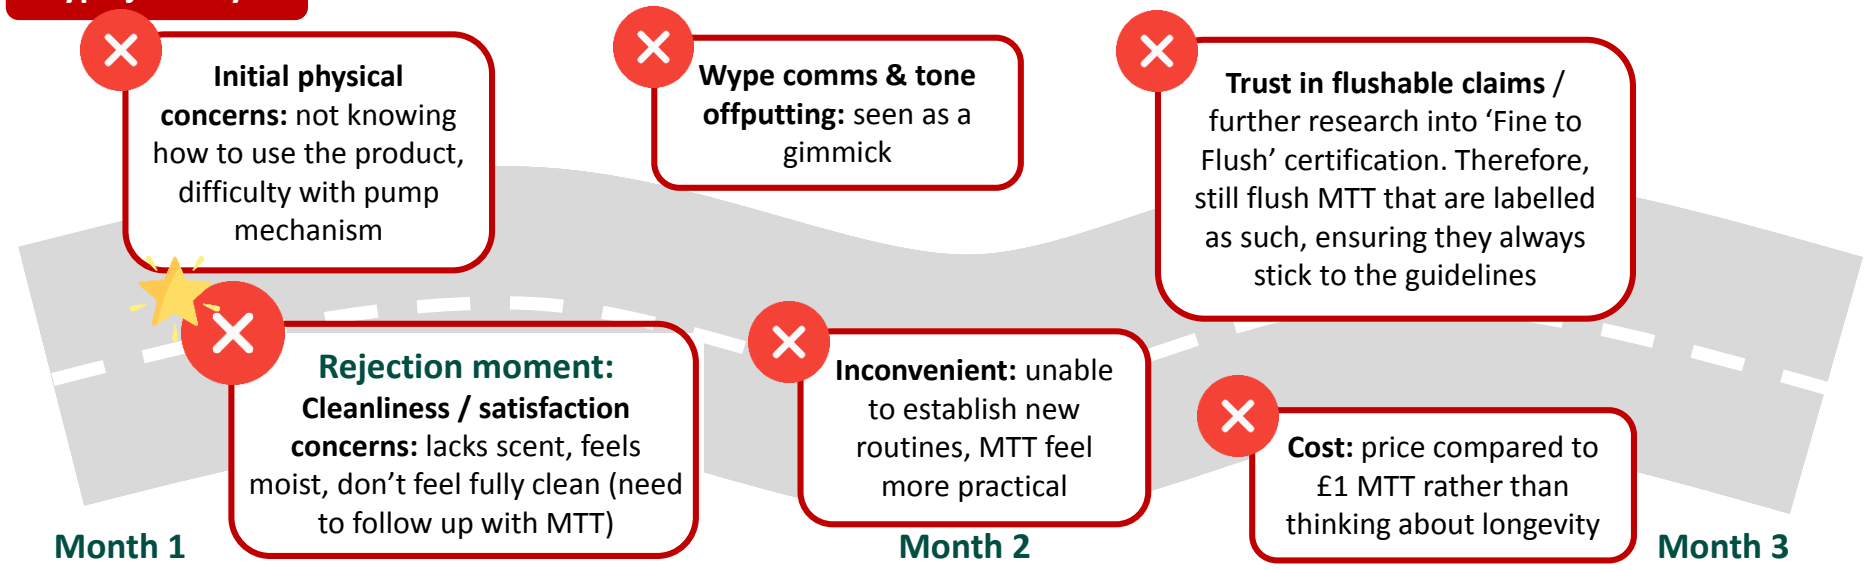 Initial physical
concerns: not knowing
how to use the product,
difficulty with pump
mechanism
Wype comms & tone
offputting: seen as a
gimmick
Trust in flushable claims /
further research into ‘Fine to
Flush’ certification. Therefore,
still flush MTT that are labelled
as such, ensuring they always
stick to the guidelines
Rejection moment:
Cleanliness / satisfaction
concerns: lacks scent, feels
moist, don’t feel fully clean (need
to follow up with MTT)
Inconvenient: unable
to establish new
routines, MTT feel
more practical
Cost: price compared to
£1 MTT rather than
thinking about longevity
Month 1
Month 2
Month 3